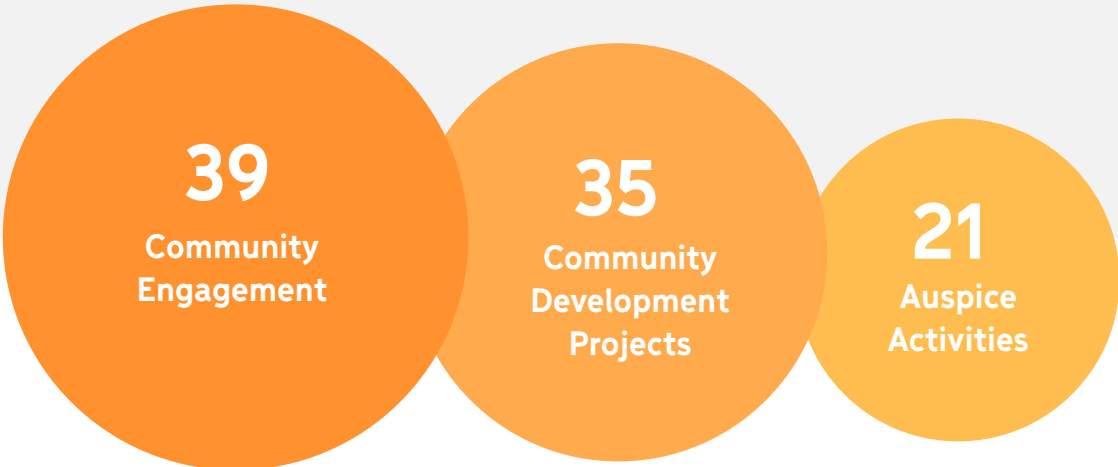 39
Community
Engagement
35
Community
Development
Projects
21
Auspice
Activities